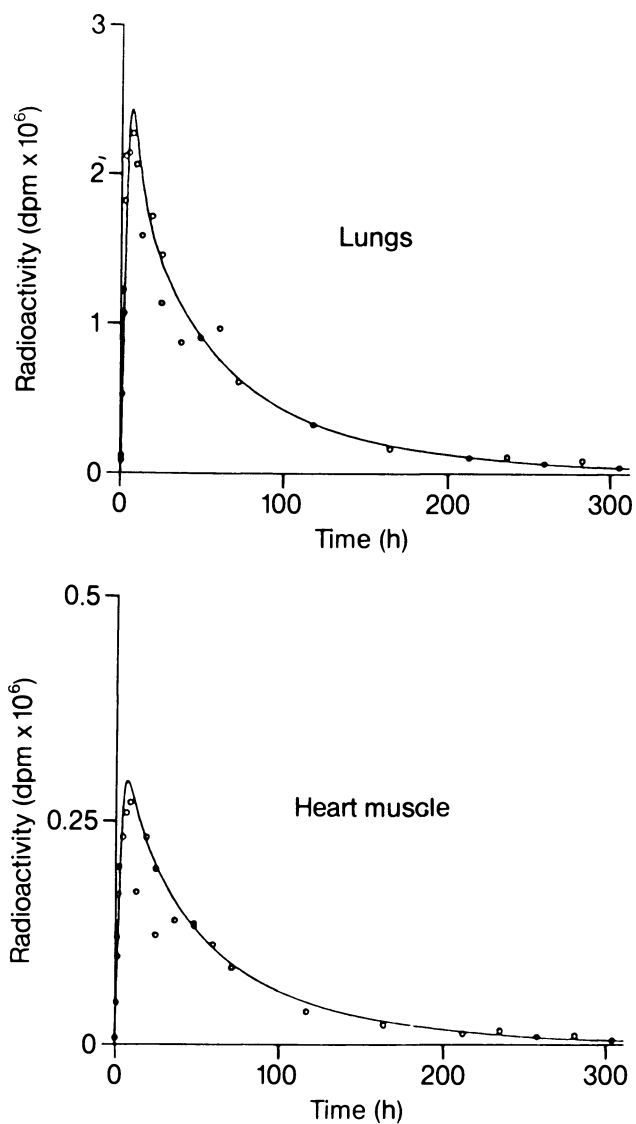 3
2
1
0
Radioactivity (dpm x 10⁶)
Lungs
0 100 200 300
Time (h)
0.5
0.25
0
Radioactivity (dpm x 10⁶)
Heart muscle
0 100 200 300
Time (h)